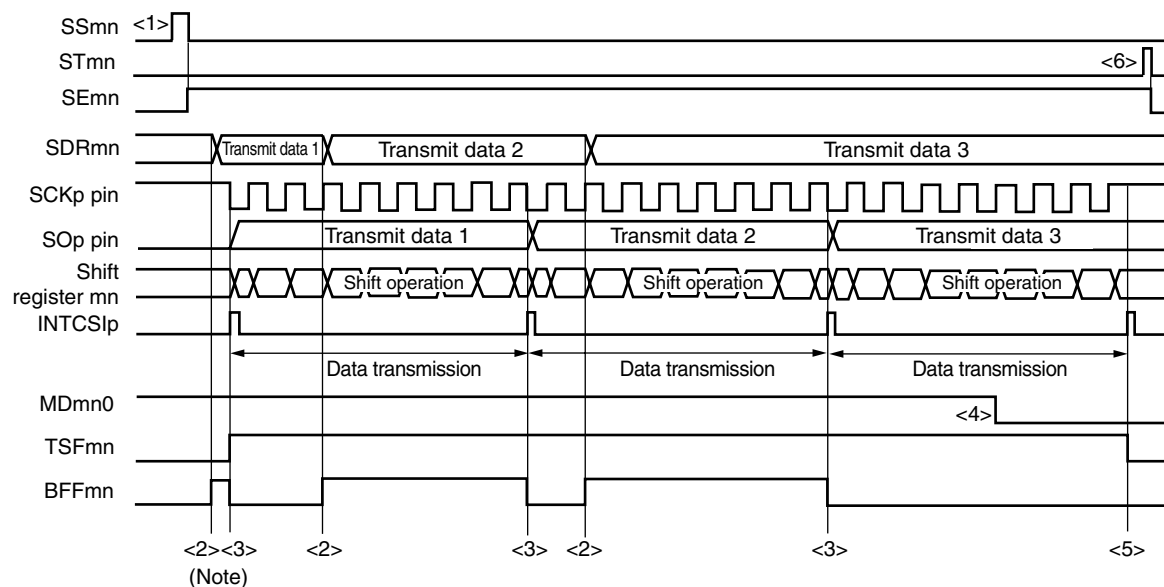 SSmn <1>
STmn <6>
SEmn
SDRmn Transmit data 1 Transmit data 2 Transmit data 3
SCKp pin
SOp pin Transmit data 1 Transmit data 2 Transmit data 3
Shift
register mn Shift operation Shift operation Shift operation
INTCSIp
Data transmission Data transmission Data transmission
MDmn0 <4>
TSFmn
BFFmn
<2> <3> <2> <3> <2> <3> <5>
(Note)